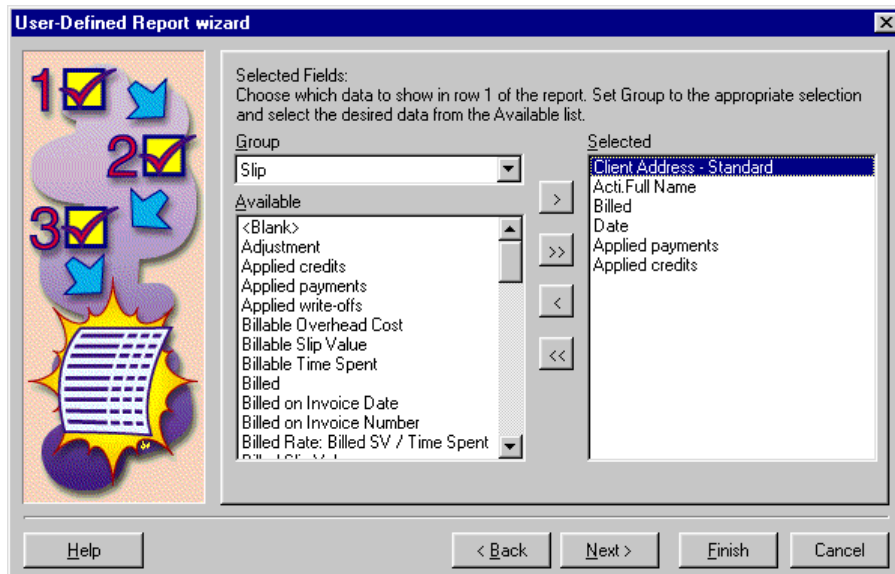 User-Defined Report wizard
1
2
3
Selected Fields:
Choose which data to show in row 1 of the report. Set Group to the appropriate selection
and select the desired data from the Available list.
Group
Slip
Available
<Blank>
Adjustment
Applied credits
Applied payments
Applied write-offs
Billable Overhead Cost
Billable Slip Value
Billable Time Spent
Billed
Billed on Invoice Date
Billed on Invoice Number
Billed Rate: Billed SV / Time Spent
>
>>
<
<<
Selected
Client Address - Standard
Acti.Full Name
Billed
Date
Applied payments
Applied credits
Help
< Back
Next >
Finish
Cancel